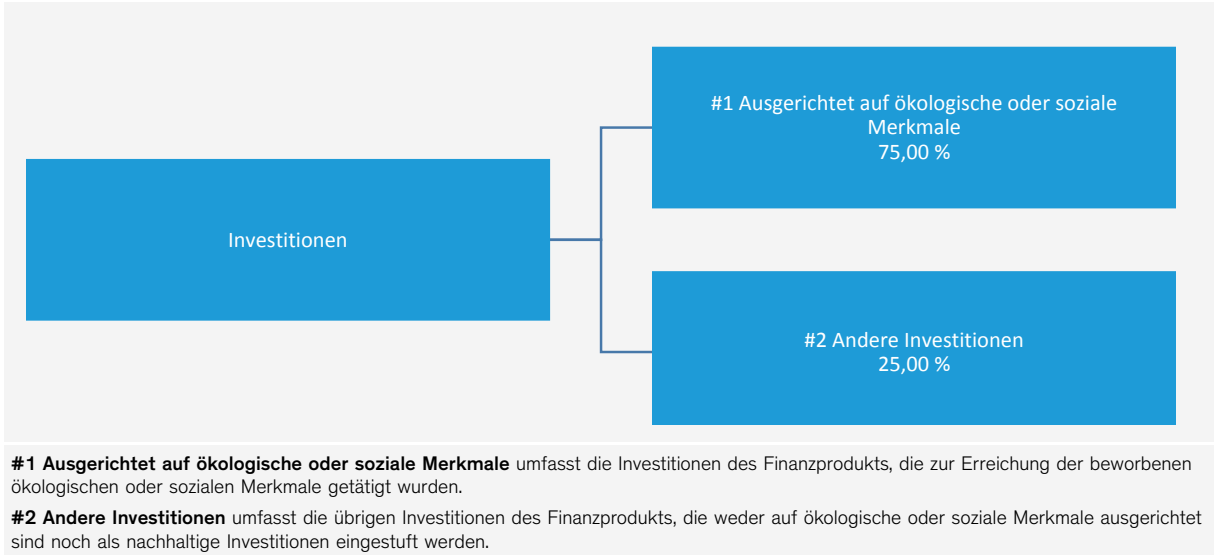 #1 Ausgerichtet auf ökologische oder soziale
Merkmale
75,00 %
Investitionen
#2 Andere Investitionen
25,00 %
#1 Ausgerichtet auf ökologische oder soziale Merkmale umfasst die Investitionen des Finanzprodukts, die zur Erreichung der beworbenen
ökologischen oder sozialen Merkmale getätigt wurden.
#2 Andere Investitionen umfasst die übrigen Investitionen des Finanzprodukts, die weder auf ökologische oder soziale Merkmale ausgerichtet
sind noch als nachhaltige Investitionen eingestuft werden.